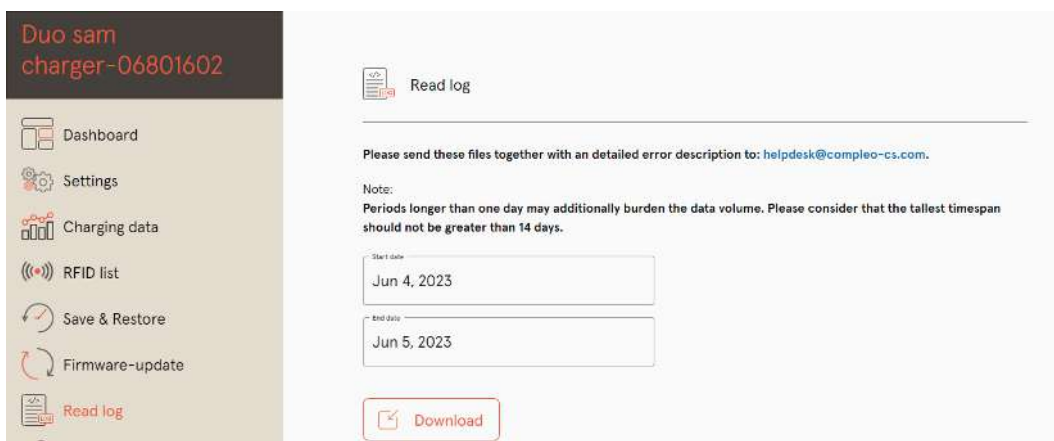 Duo sam
charger-06801602
Dashboard
Settings
Charging data
RFID list
Save & Restore
Firmware-update
Read log
Read log
Please send these files together with an detailed error description to: helpdesk@compleo-cs.com.
Note:
Periods longer than one day may additionally burden the data volume. Please consider that the tallest timespan
should not be greater than 14 days.
Start date
Jun 4, 2023
End date
Jun 5, 2023
Download